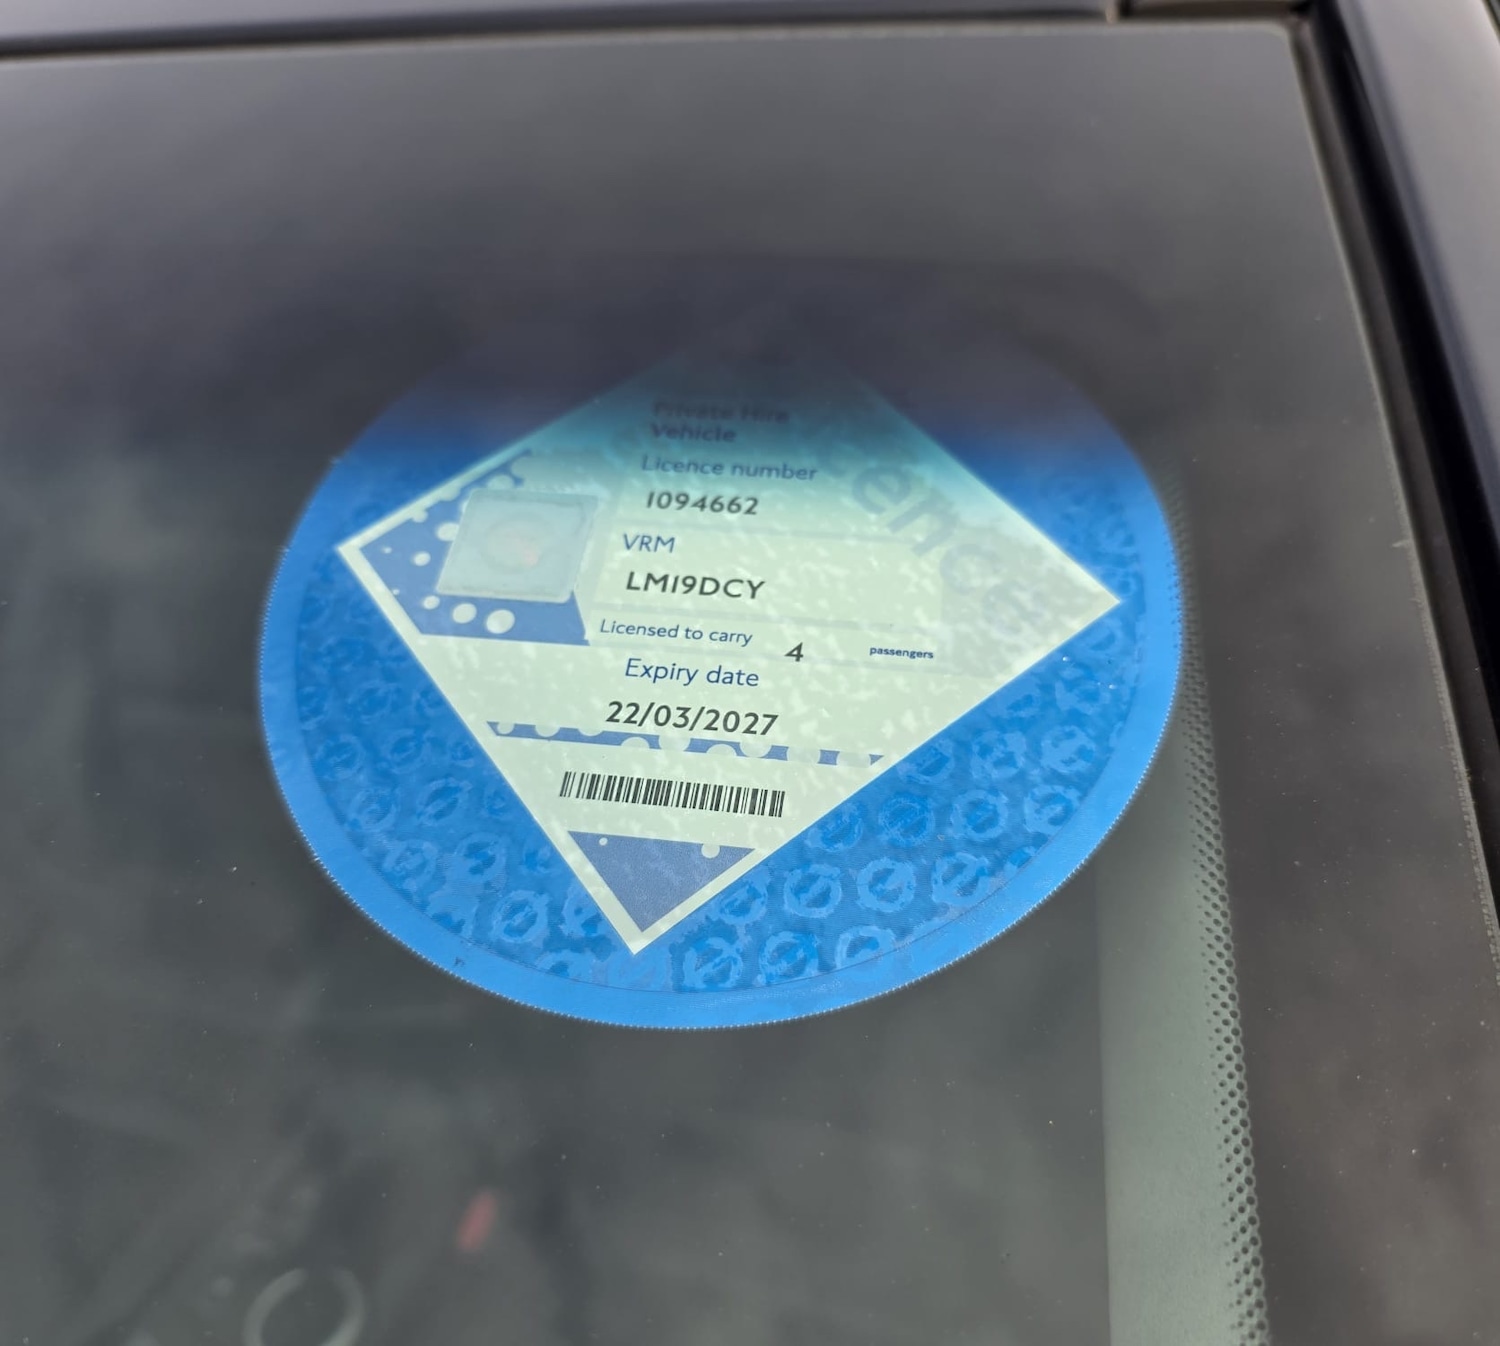 Private Hire
Vehicle
Licence number
1094662
VRM
LM19DCY
Licensed to carry 4 passengers
Expiry date
22/03/2027